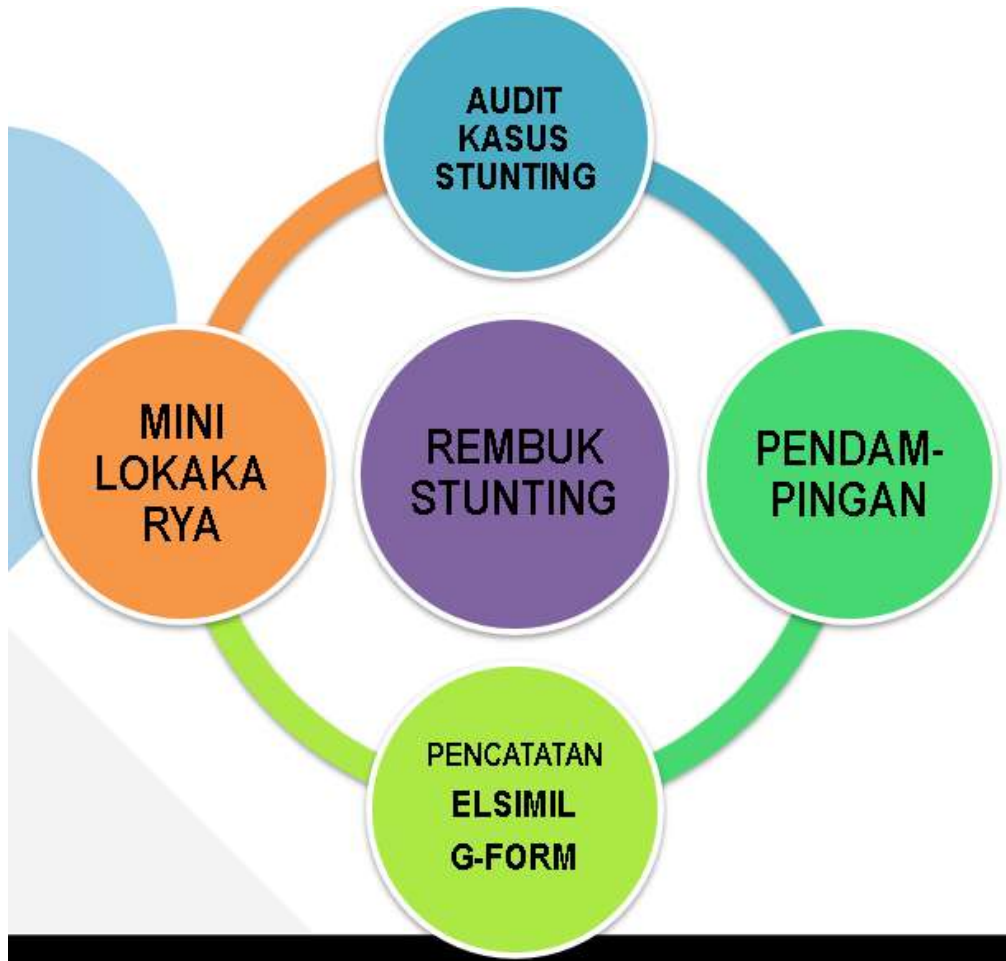 AUDIT
KASUS
STUNTING
MINI
LOKAKA
RYA
REMBUK
STUNTING
PENDAM-
PINGAN
PENCATATAN
ELSIMIL
G-FORM